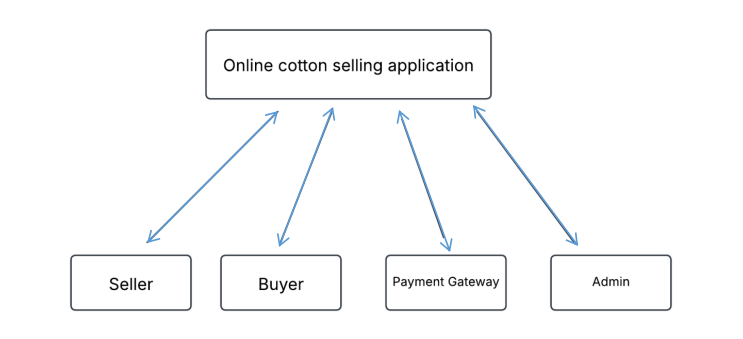 Online cotton selling application
Seller
Buyer
Payment Gateway
Admin